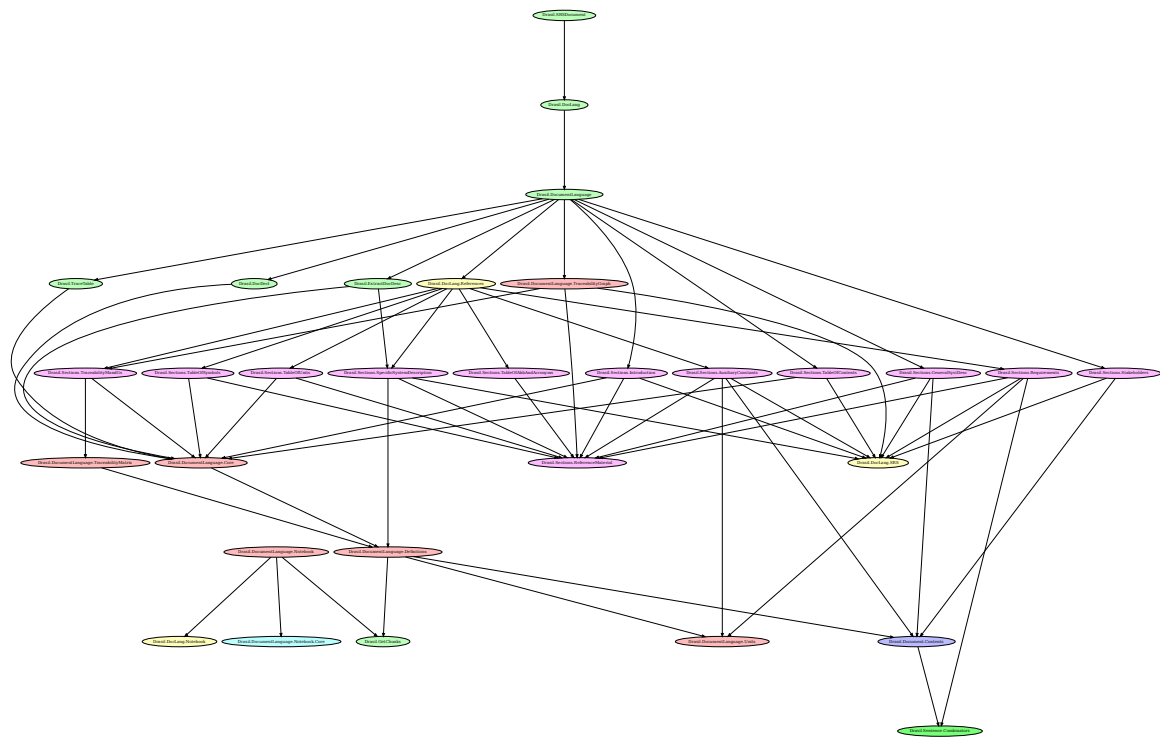 Drasil.SRSDocument
Drasil.DocLang
Drasil.DocumentLanguage
Drasil.TraceTable
Drasil.DocDecl
Drasil.ExtractDocDesc
Drasil.DocLang.References
Drasil.DocumentLanguage.TraceabilityGraph
Drasil.Sections.TraceabilityMandGs
Drasil.Sections.TableOfSymbols
Drasil.Sections.TableOfUnits
Drasil.Sections.SpecificSystemDescription
Drasil.Sections.TableOfAbbAndAcronyms
Drasil.Sections.Introduction
Drasil.Sections.AuxiliaryConstants
Drasil.Sections.TableOfContents
Drasil.Sections.GeneralSystDesc
Drasil.Sections.Requirements
Drasil.Sections.Stakeholders
Drasil.DocumentLanguage.TraceabilityMatrix
Drasil.DocumentLanguage.Core
Drasil.Sections.ReferenceMaterial
Drasil.DocLang.SRS
Drasil.DocumentLanguage.Notebook
Drasil.DocumentLanguage.Definitions
Drasil.DocLang.Notebook
Drasil.DocumentLanguage.Notebook.Core
Drasil.GetChunks
Drasil.DocumentLanguage.Units
Drasil.Document.Contents
Drasil.Sentence.Combinators